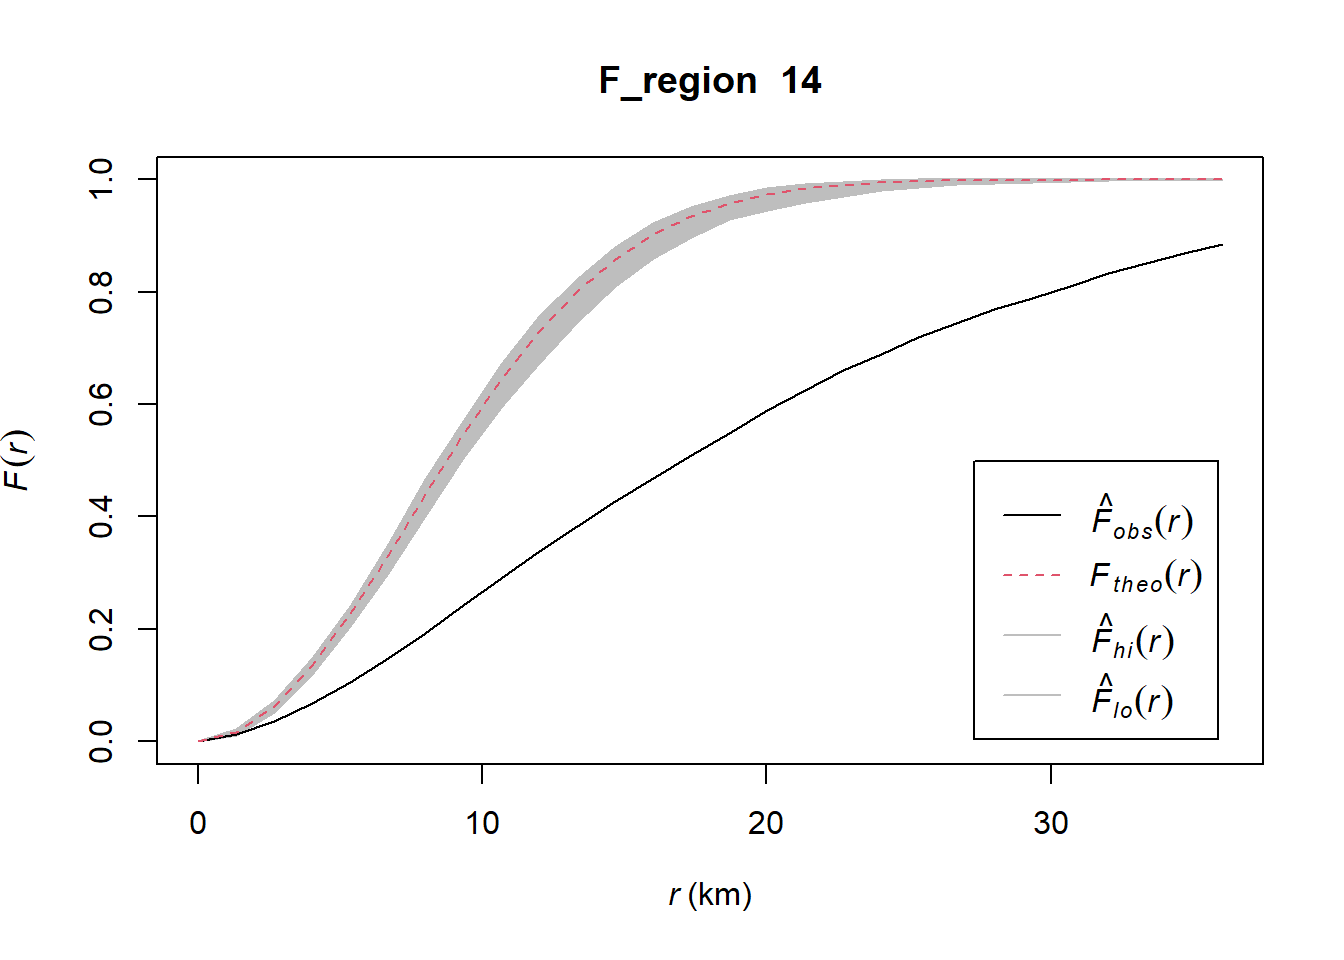 F_region 14
F(r)
1.0
0.8
0.6
0.4
0.2
0.0
0 10 20 30
r (km)
F̂obs(r)
Ftheo(r)
F̂hi(r)
F̂lo(r)